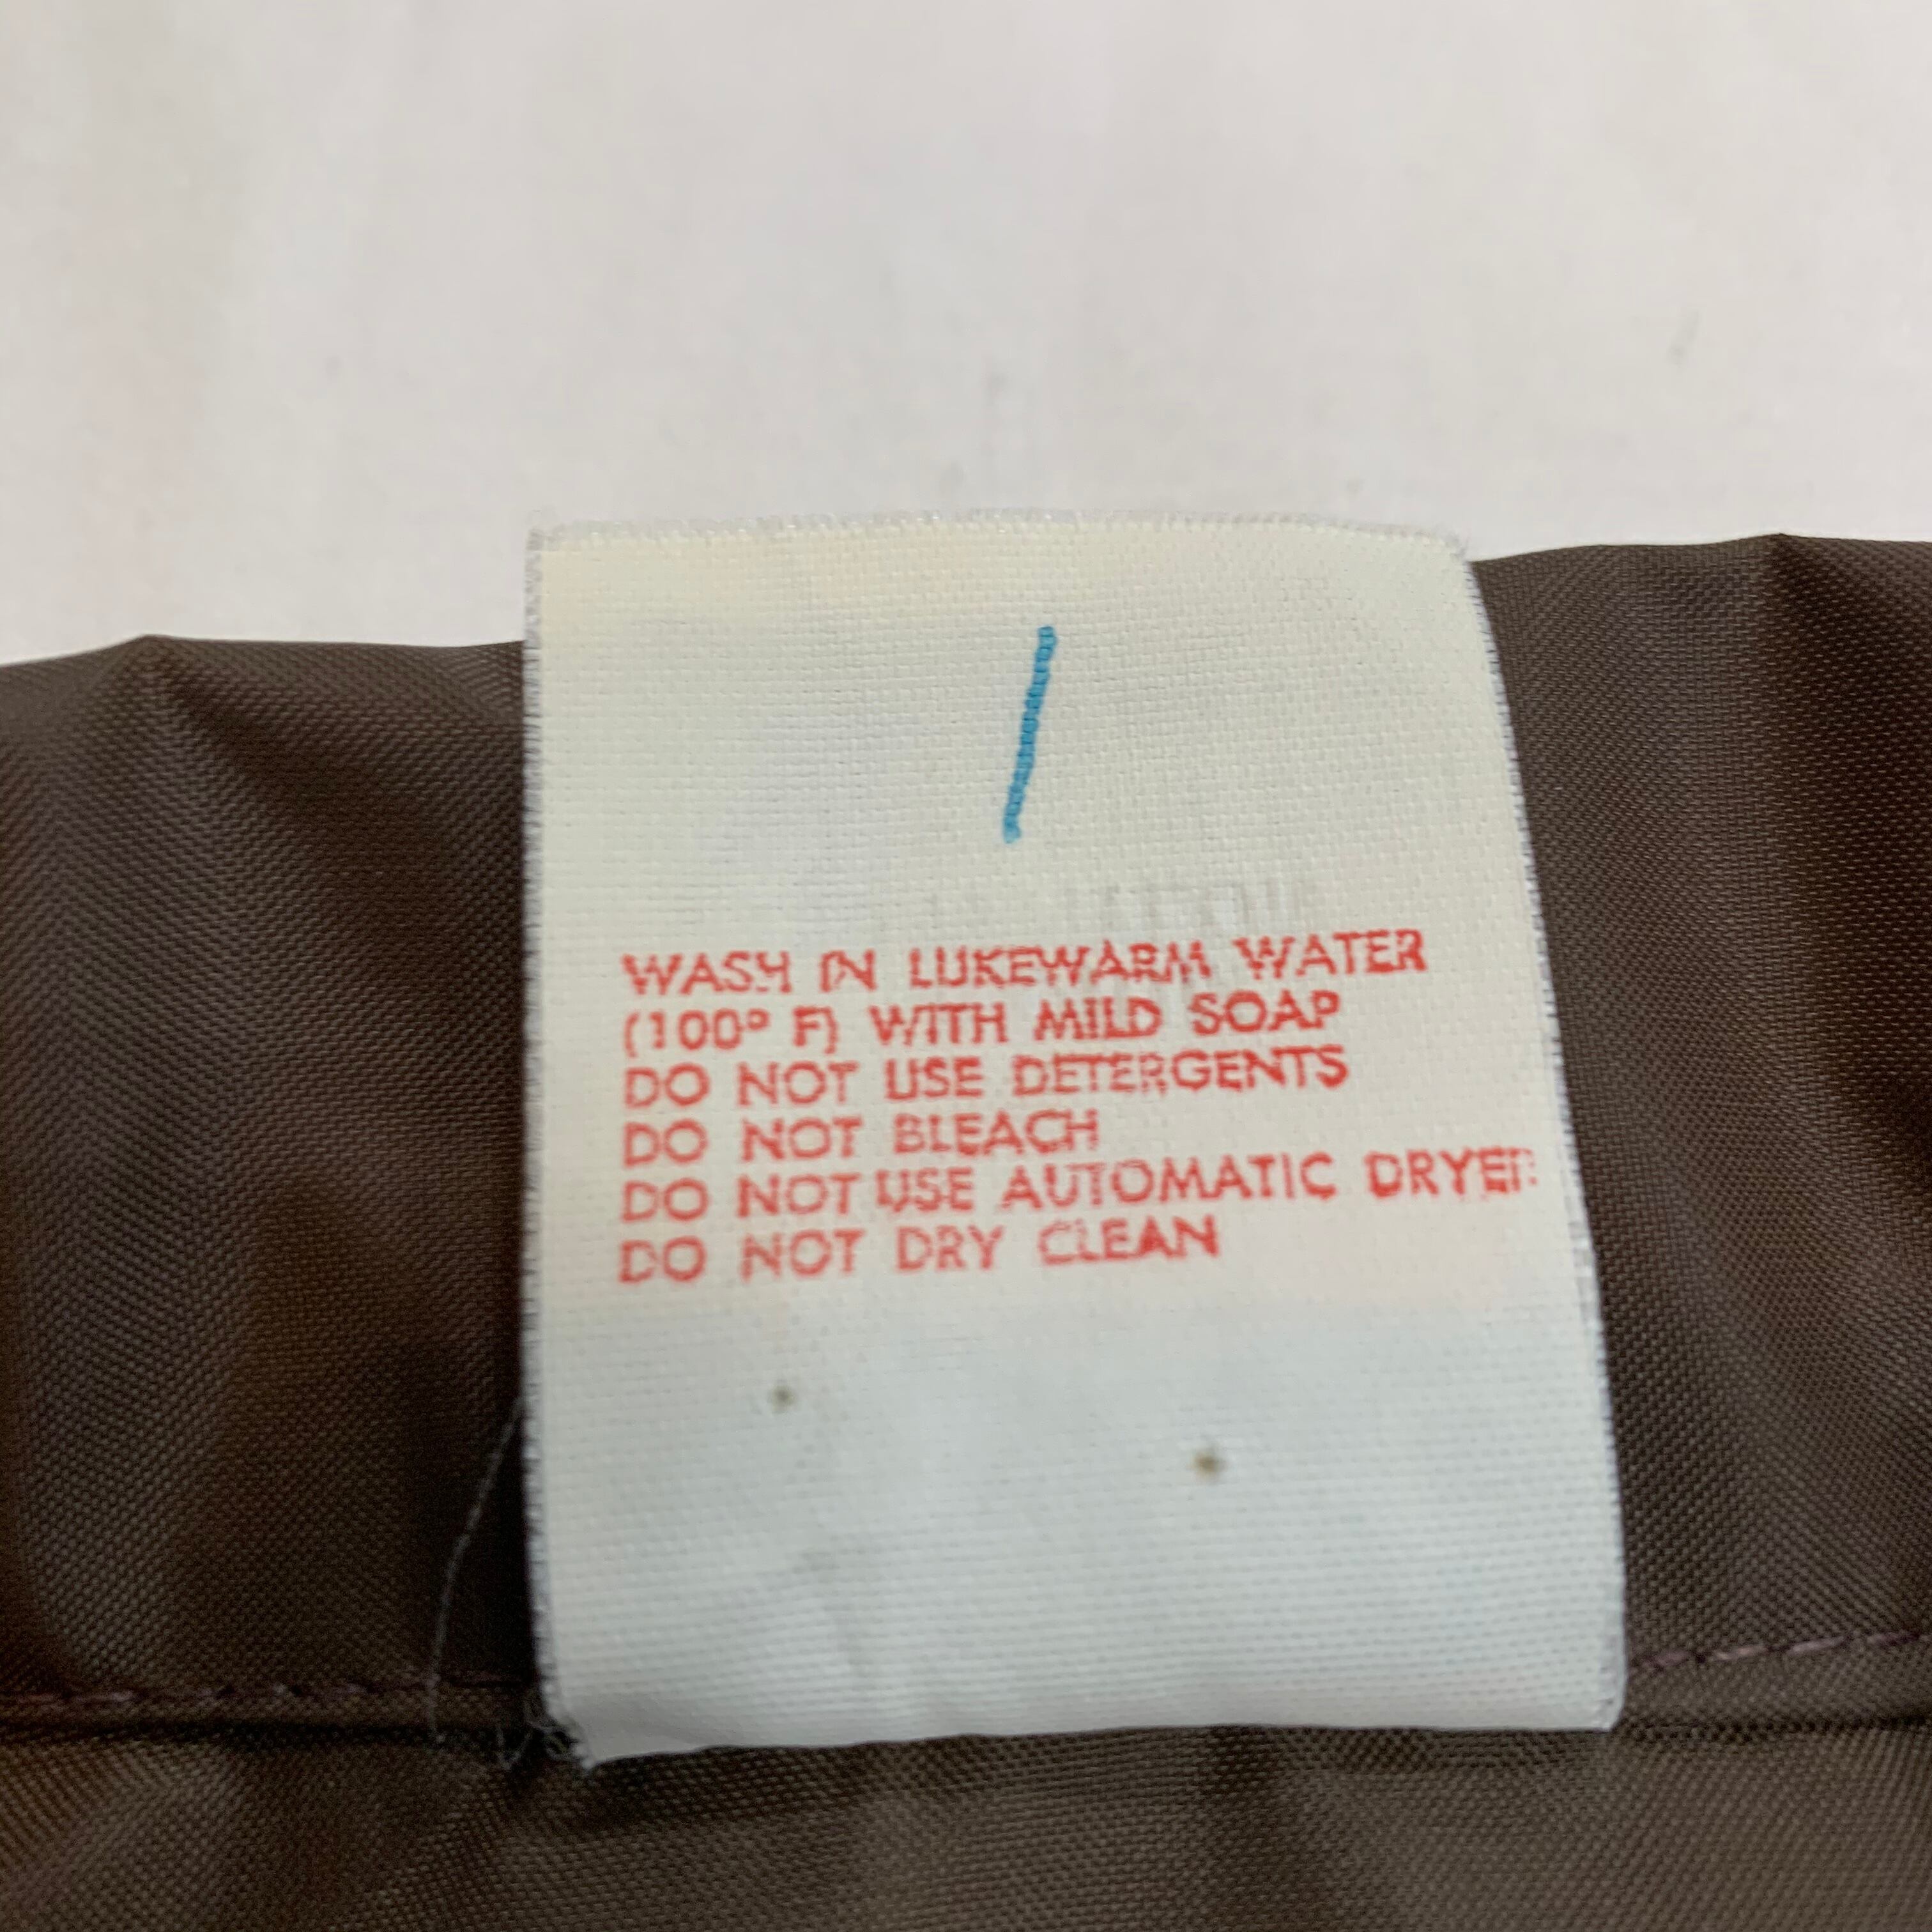 WASH IN LUKEWARM WATER
(100° F) WITH MILD SOAP
DO NOT USE DETERGENTS
DO NOT BLEACH
DO NOT USE AUTOMATIC DRYER
DO NOT DRY CLEAN